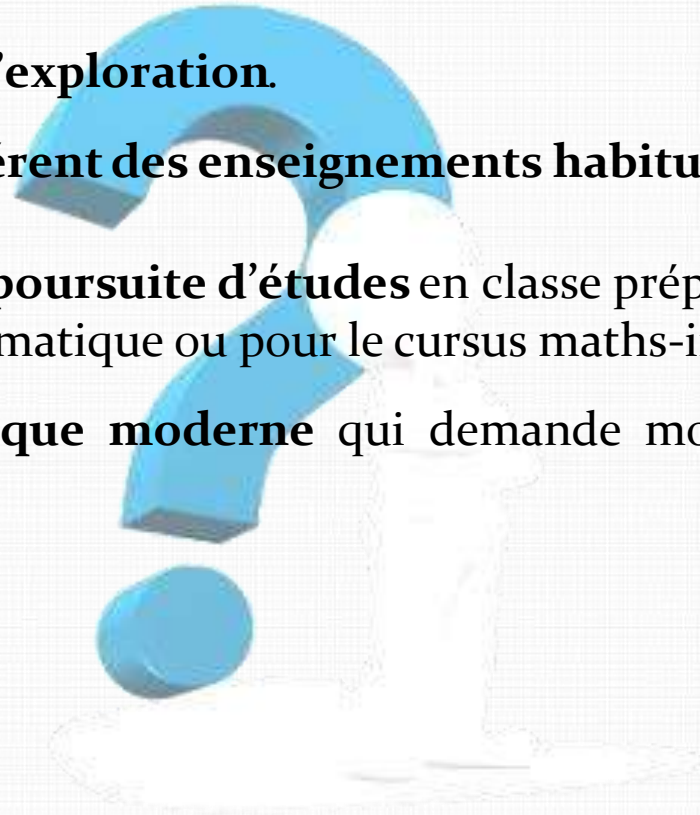 ’exploration.
érent des enseignements habitu
poursuite d’études en classe prép
matique ou pour le cursus maths-i
que moderne qui demande mo